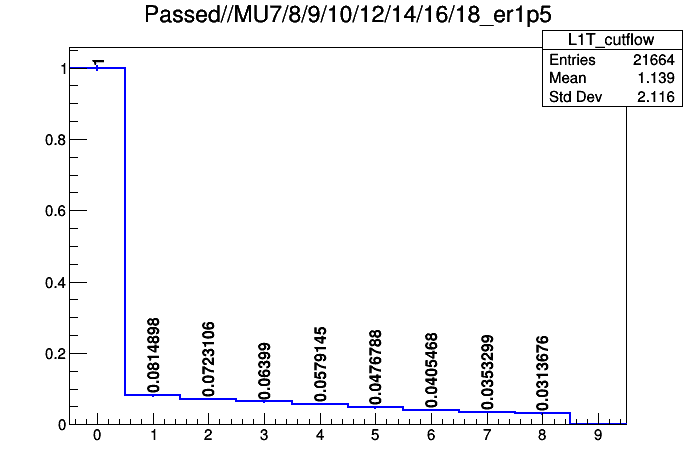 Passed//MU7/8/9/10/12/14/16/18_er1p5
L1T_cutflow
Entries 21664
Mean 1.139
Std Dev 2.116
1
0.8
0.6
0.4
0.2
0
1
0.0814898
0.0723106
0.06399
0.0579145
0.0476788
0.0405468
0.0353299
0.0313676
0 1 2 3 4 5 6 7 8 9